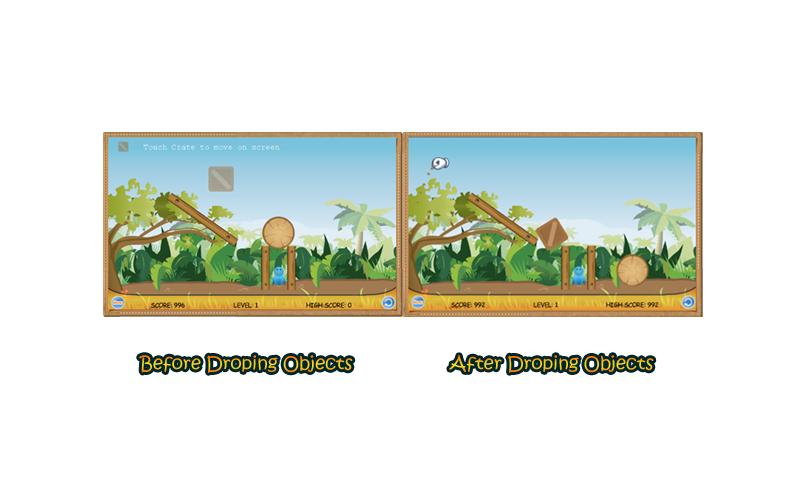 Touch Crate to move on screen
SCORE: 996 LEVEL: 1 HIGH SCORE: 0
SCORE: 992 LEVEL: 1 HIGH SCORE: 992
Before Droping Objects
After Droping Objects